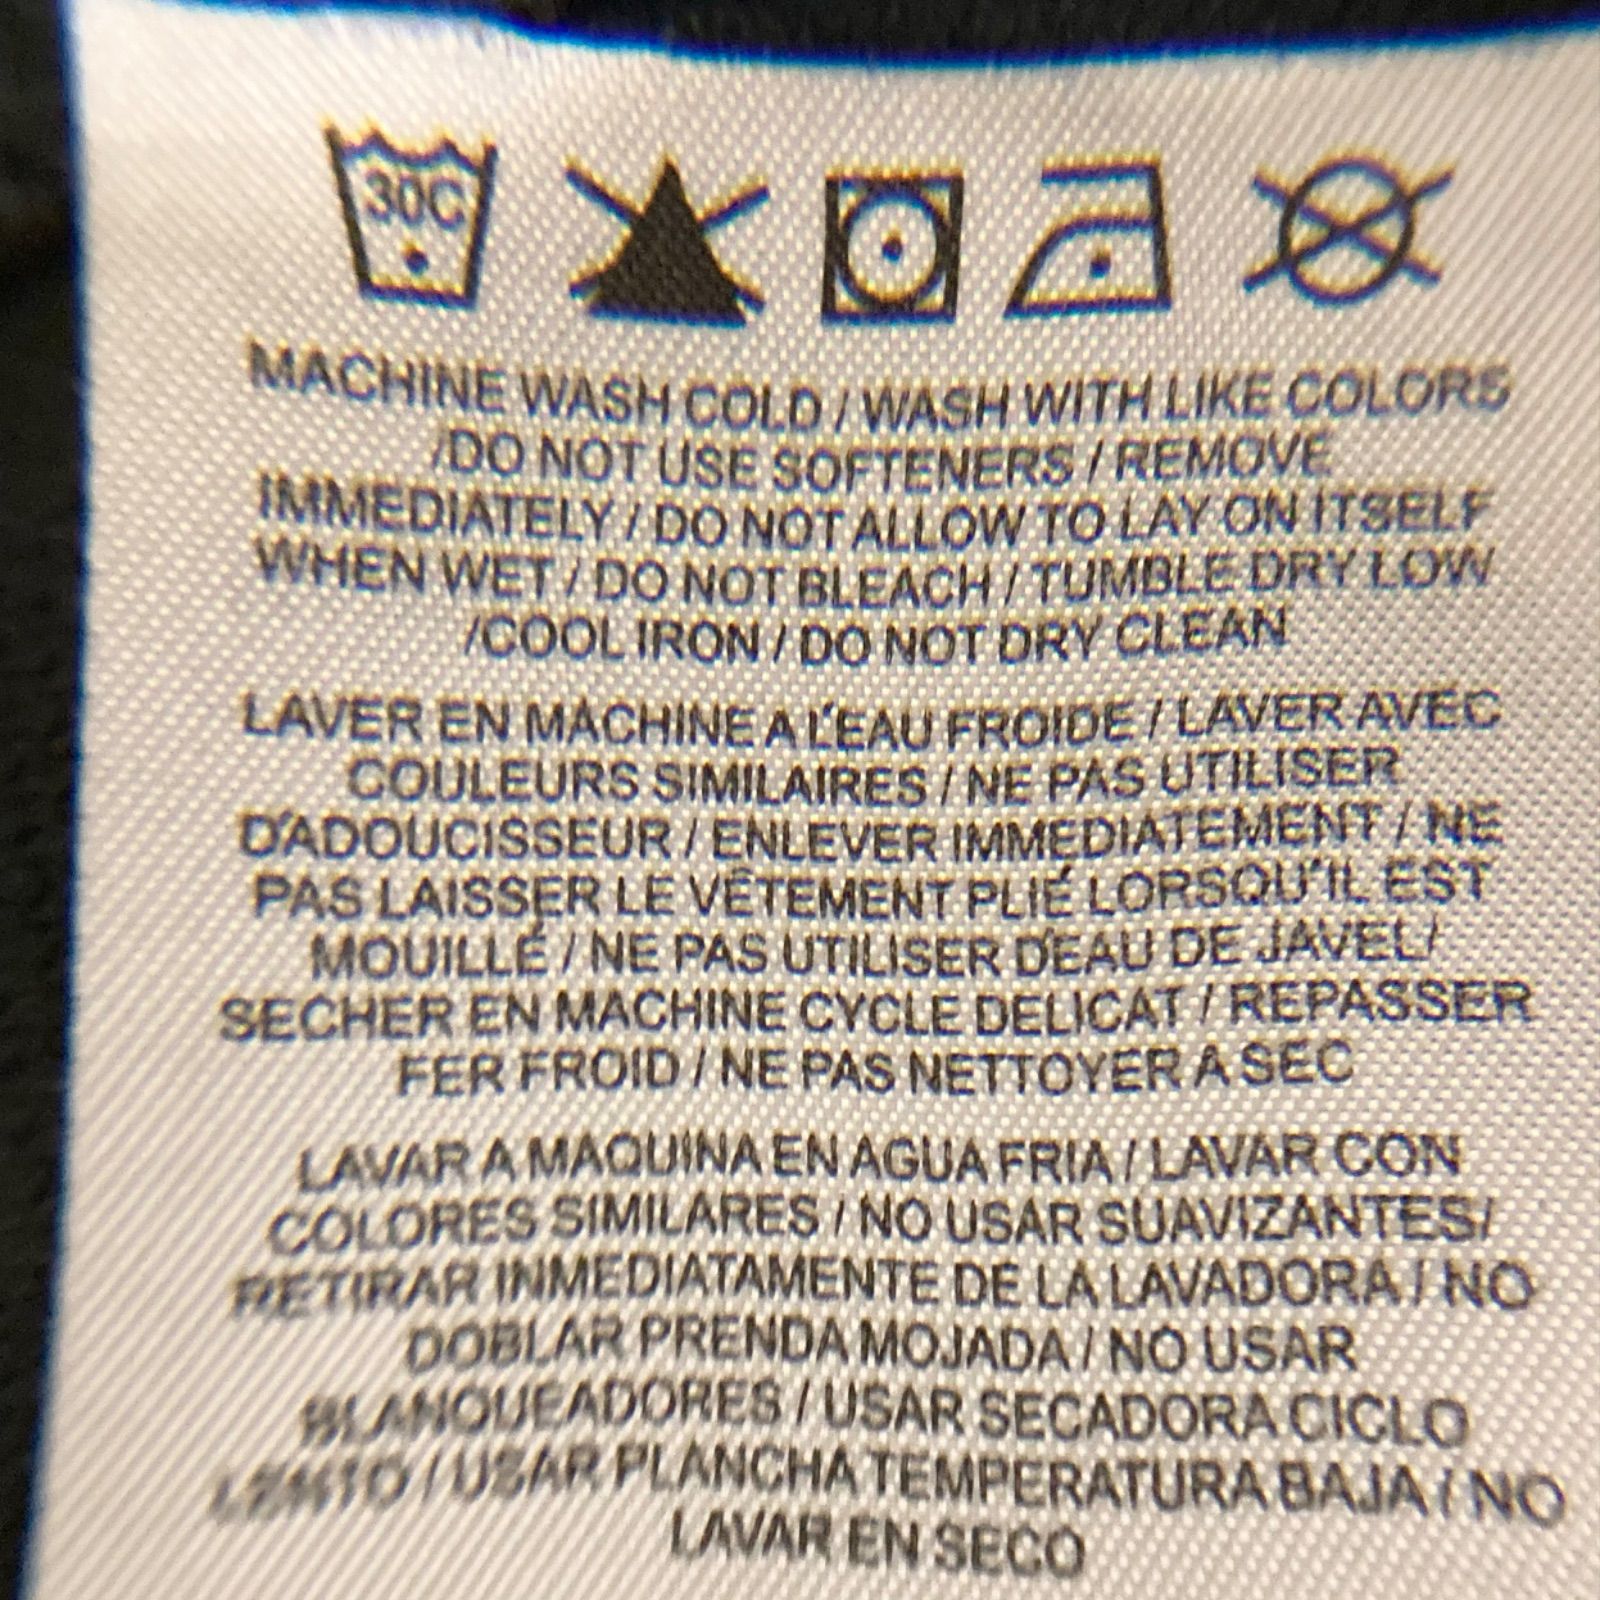 30C
MACHINE WASH COLD / WASH WITH LIKE COLORS
/DO NOT USE SOFTENERS / REMOVE
IMMEDIATELY / DO NOT ALLOW TO LAY ON ITSELF
WHEN WET / DO NOT BLEACH / TUMBLE DRY LOW
/COOL IRON / DO NOT DRY CLEAN
LAVER EN MACHINE A L'EAU FROIDE / LAVER AVEC
COULEURS SIMILAIRES / NE PAS UTILISER
D'ADOUCISSEUR / ENLEVER IMMEDIATEMENT / NE
PAS LAISSER LE VÊTEMENT PLIÉ LORSQU'IL EST
MOUILLÉ / NE PAS UTILISER D'EAU DE JAVEL/
SECHER EN MACHINE CYCLE DELICAT / REPASSER
FER FROID / NE PAS NETTOYER A SEC
LAVAR A MAQUINA EN AGUA FRIA / LAVAR CON
COLORES SIMILARES / NO USAR SUAVIZANTES/
RETIRAR INMEDIATAMENTE DE LA LAVADORA / NO
DOBLAR PRENDA MOJADA / NO USAR
BLANQUEADORES / USAR SECADORA CICLO
LENTO / USAR PLANCHA TEMPERATURA BAJA / NO
LAVAR EN SECO